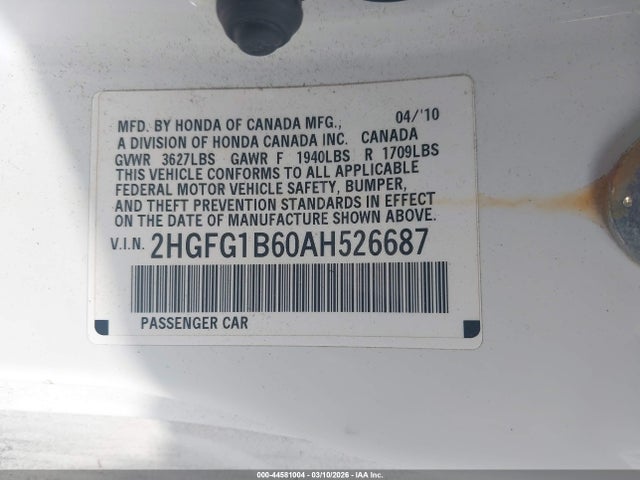 MFD. BY HONDA OF CANADA MFG., 04/'10
A DIVISION OF HONDA CANADA INC. CANADA
GVWR 3627LBS GAWR F 1940LBS R 1709LBS
THIS VEHICLE CONFORMS TO ALL APPLICABLE
FEDERAL MOTOR VEHICLE SAFETY, BUMPER,
AND THEFT PREVENTION STANDARDS IN EFFECT
ON THE DATE OF MANUFACTURE SHOWN ABOVE.
V.I.N. 2HGFG1B60AH526687
PASSENGER CAR
000-44581004 | 03/10/2026 | IAA Inc.